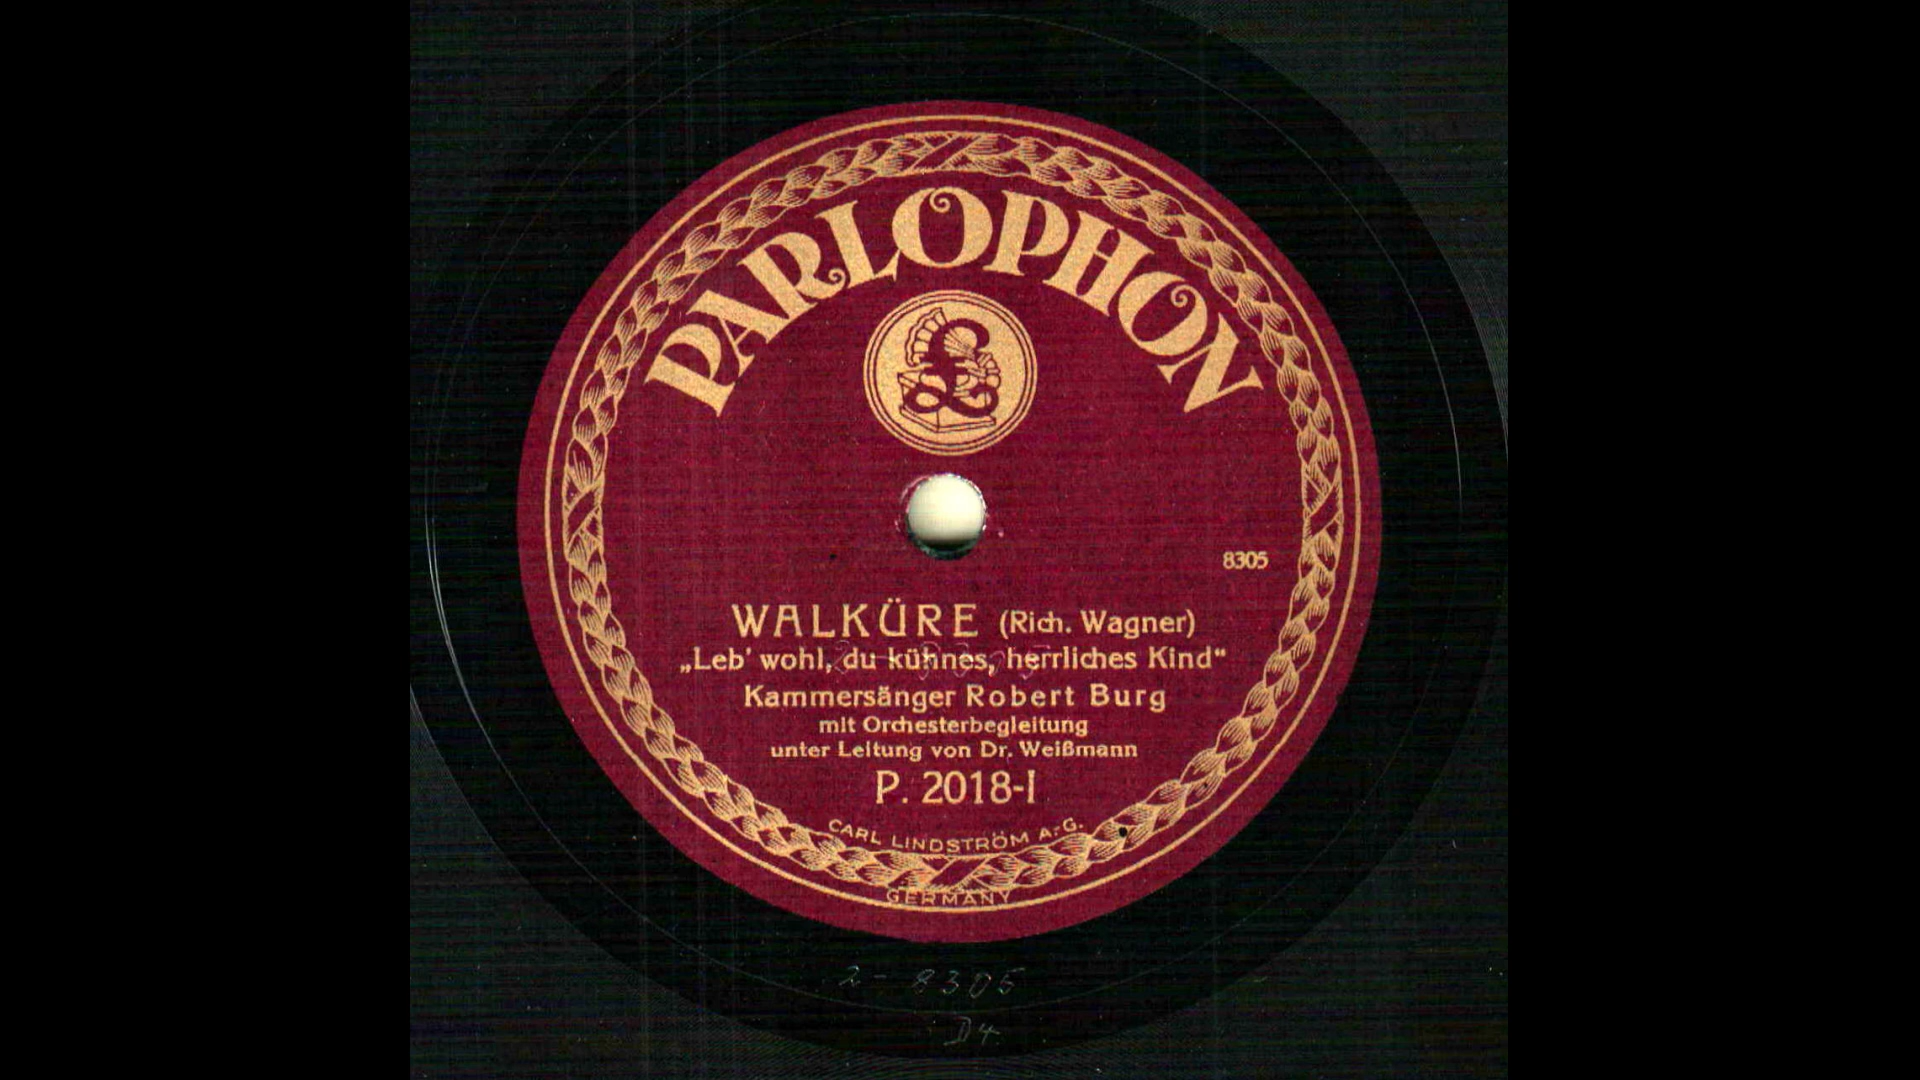 PARLOPHON
£
8305
WALKÜRE (Rich. Wagner)
„Leb' wohl, du kühnes, herrliches Kind“
Kammersänger Robert Burg
mit Orchesterbegleitung
unter Leitung von Dr. Weißmann
P. 2018-I
CARL LINDSTRÖM A.-G.
GERMANY
2-8305
D4